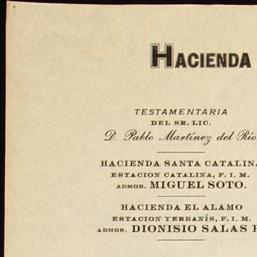 HACIENDA
TESTAMENTARIA
DEL SR. LIC.
D. Pablo Martínez del Río
HACIENDA SANTA CATALINA
ESTACION CATALINA, F. I. M.
ADMOR. MIGUEL SOTO.
HACIENDA EL ALAMO
ESTACION YERBANÍS, F. I. M.
ADMOR. DIONISIO SALAS